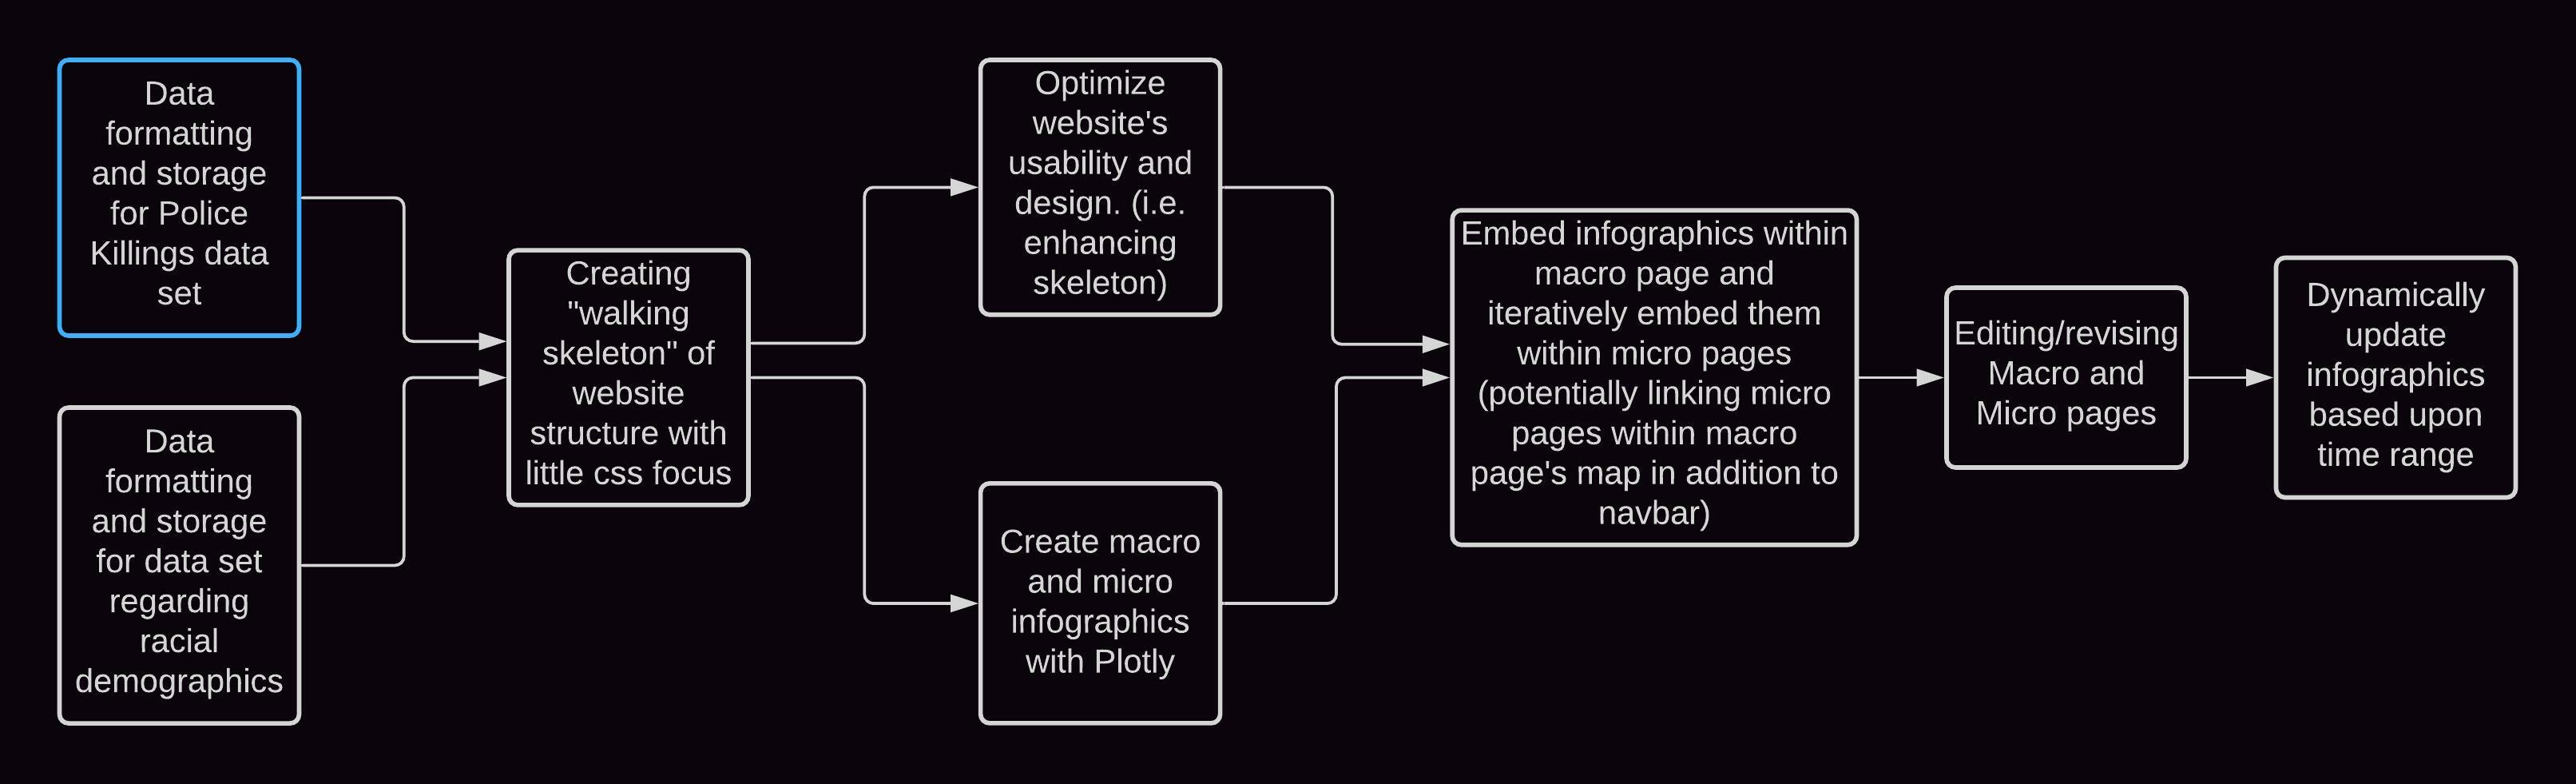 Data
formatting
and storage
for Police
Killings data
set
Data
formatting
and storage
for data set
regarding
racial
demographics
Creating
"walking
skeleton" of
website
structure with
little css focus
Optimize
website's
usability and
design. (i.e.
enhancing
skeleton)
Create macro
and micro
infographics
with Plotly
Embed infographics within
macro page and
iteratively embed them
within micro pages
(potentially linking micro
pages within macro
page's map in addition to
navbar)
Editing/revising
Macro and
Micro pages
Dynamically
update
infographics
based upon
time range